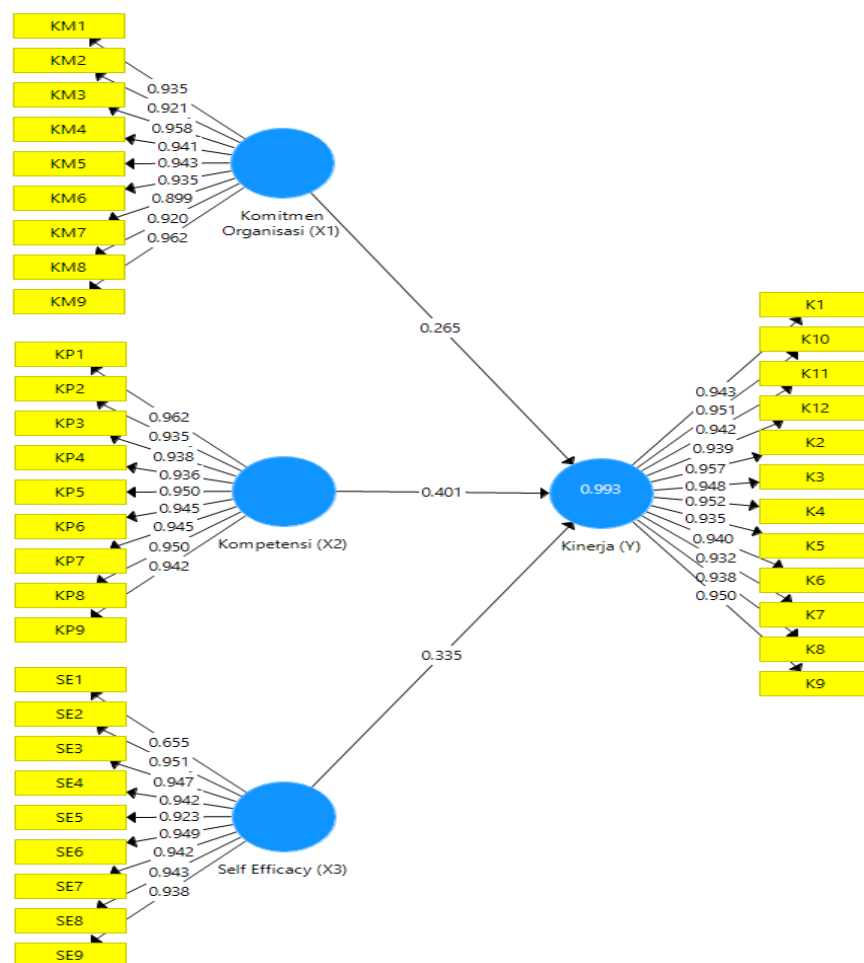 KM1
KM2
KM3
KM4
KM5
KM6
KM7
KM8
KM9
0.935
0.921
0.958
0.941
0.943
0.935
0.899
0.920
0.962
Komitmen
Organisasi (X1)
0.265
KP1
KP2
KP3
KP4
KP5
KP6
KP7
KP8
KP9
0.962
0.935
0.938
0.936
0.950
0.945
0.945
0.950
0.942
Kompetensi (X2)
0.401
SE1
SE2
SE3
SE4
SE5
SE6
SE7
SE8
SE9
0.655
0.951
0.947
0.942
0.923
0.949
0.942
0.943
0.938
Self Efficacy (X3)
0.335
0.993
Kinerja (Y)
0.943
0.951
0.942
0.939
0.957
0.948
0.952
0.935
0.940
0.932
0.938
0.950
K1
K10
K11
K12
K2
K3
K4
K5
K6
K7
K8
K9